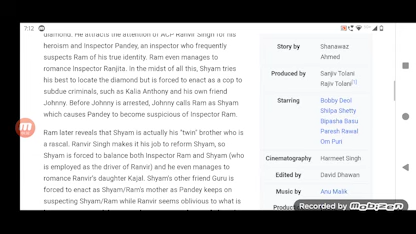 7:12
diamond. He attracts the attention of ACP Ranvir Singh for his
heroism and Inspector Pandey, an inspector who frequently
suspects Ram of his true identity. Ram even manages to
romance Inspector Ranjita. In the midst of all this, Shyam tries
his best to locate the diamond but is forced to enact as a cop to
subdue criminals, such as Kalia Anthony and his own friend
Johnny. Before Johnny is arrested, Johnny calls Ram as Shyam
which causes Pandey to become suspicious of Inspector Ram.
Ram later reveals that Shyam is actually his "twin" brother who is
a rascal. Ranvir Singh makes it his job to reform Shyam, so
Shyam is forced to balance both Inspector Ram and Shyam (who
is employed as the driver of Ranvir) and he even manages to
romance Ranvir's daughter Kajal. Shyam's other friend Guru is
forced to enact as Shyam/Ram's mother as Pandey keeps on
suspecting Shyam/Ram while Ranvir seems oblivious to what is
Story by Shanawaz
Ahmed
Produced by Sanjiv Tolani
Rajiv Tolani[1]
Starring Bobby Deol
Shilpa Shetty
Bipasha Basu
Paresh Rawal
Om Puri
Cinematography Harmeet Singh
Edited by David Dhawan
Music by Anu Malik
Recorded by mobizen